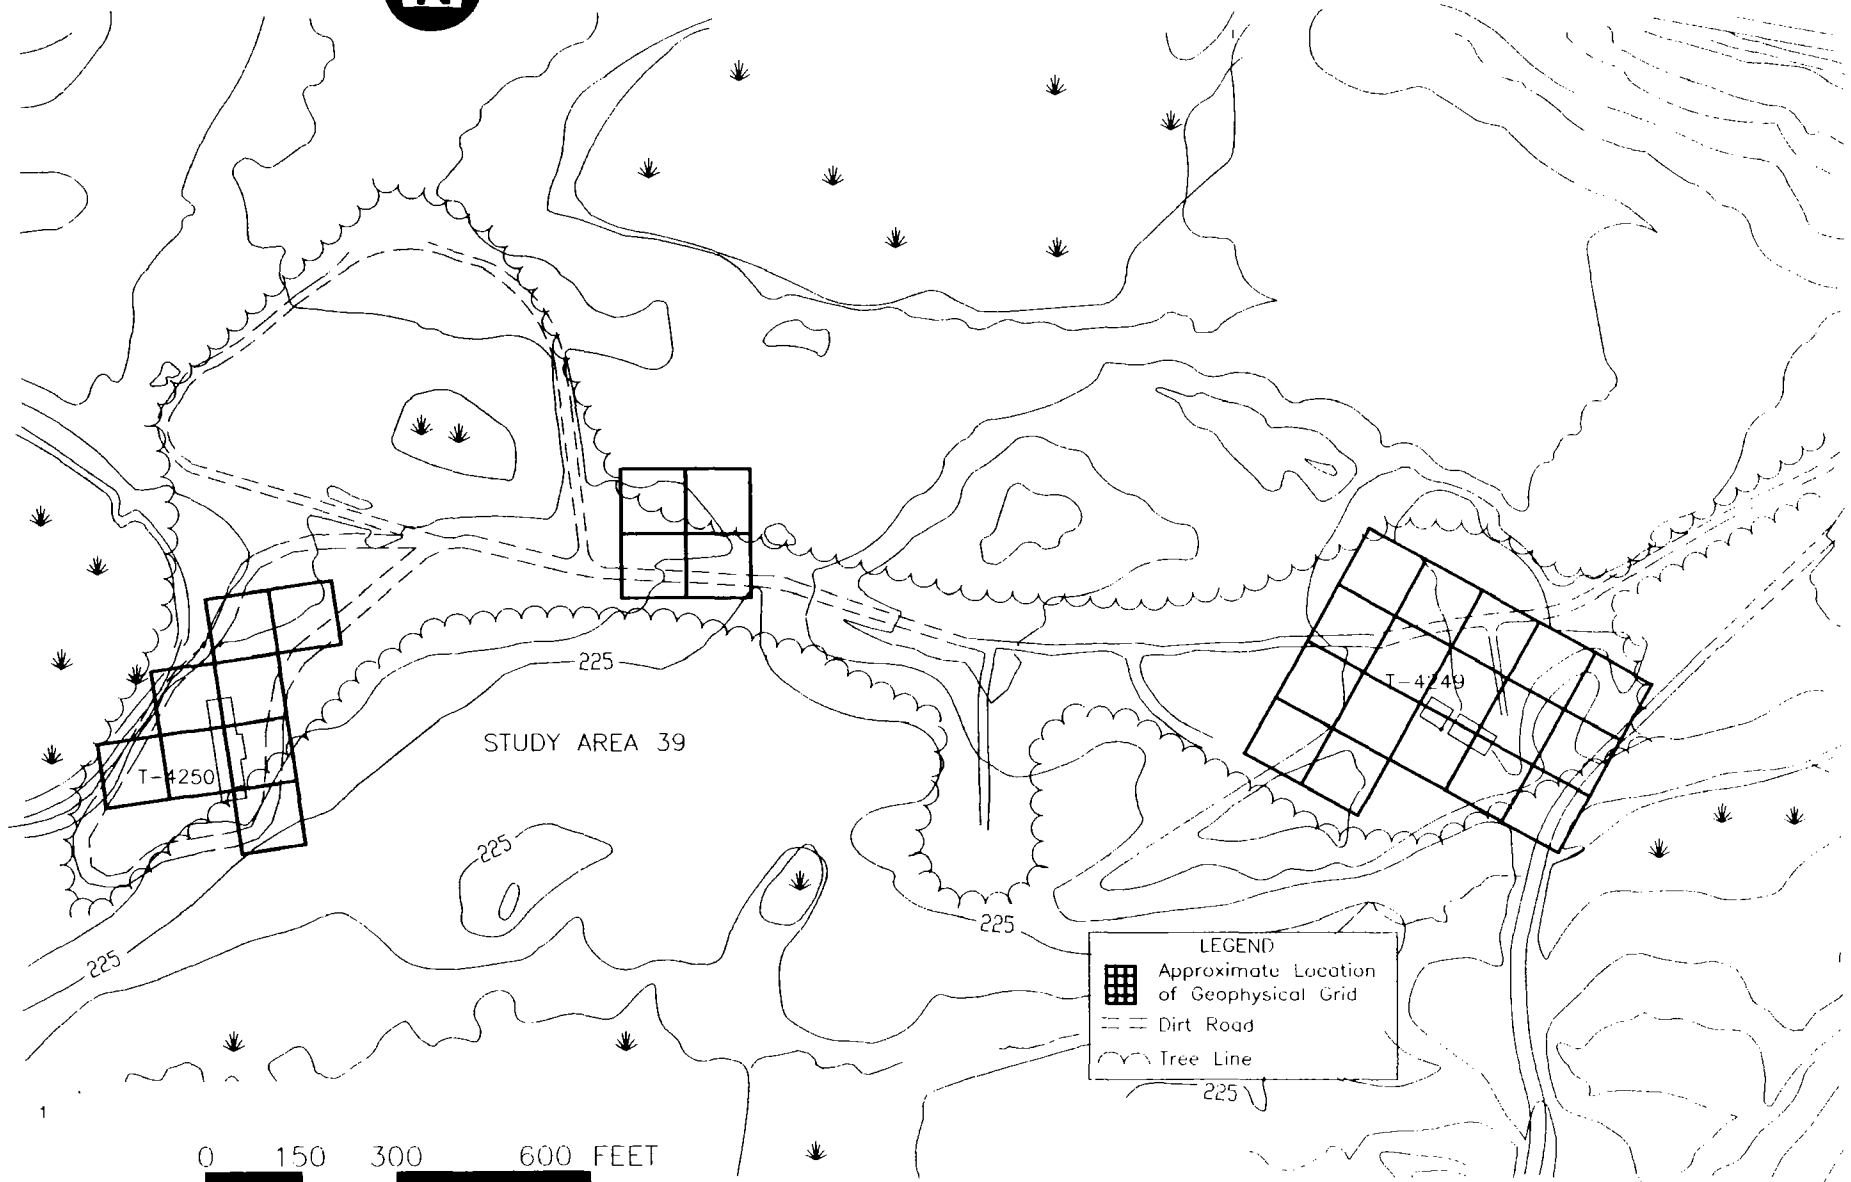 225
T-4249
STUDY AREA 39
T-4250
225
225
225
LEGEND
Approximate Location
of Geophysical Grid
Dirt Road
Tree Line
225
1
0 150 300 600 FEET